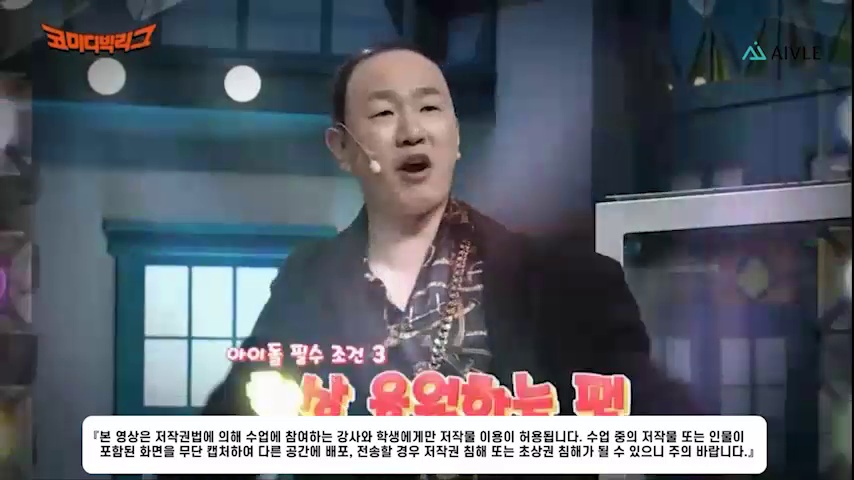 코미디빅리그
AIVLE
아이돌 필수 조건 3
응원하는 팬
『본 영상은 저작권법에 의해 수업에 참여하는 강사와 학생에게만 저작물 이용이 허용됩니다. 수업 중의 저작물 또는 인물이
포함된 화면을 무단 캡처하여 다른 공간에 배포, 전송할 경우 저작권 침해 또는 초상권 침해가 될 수 있으니 주의 바랍니다.』